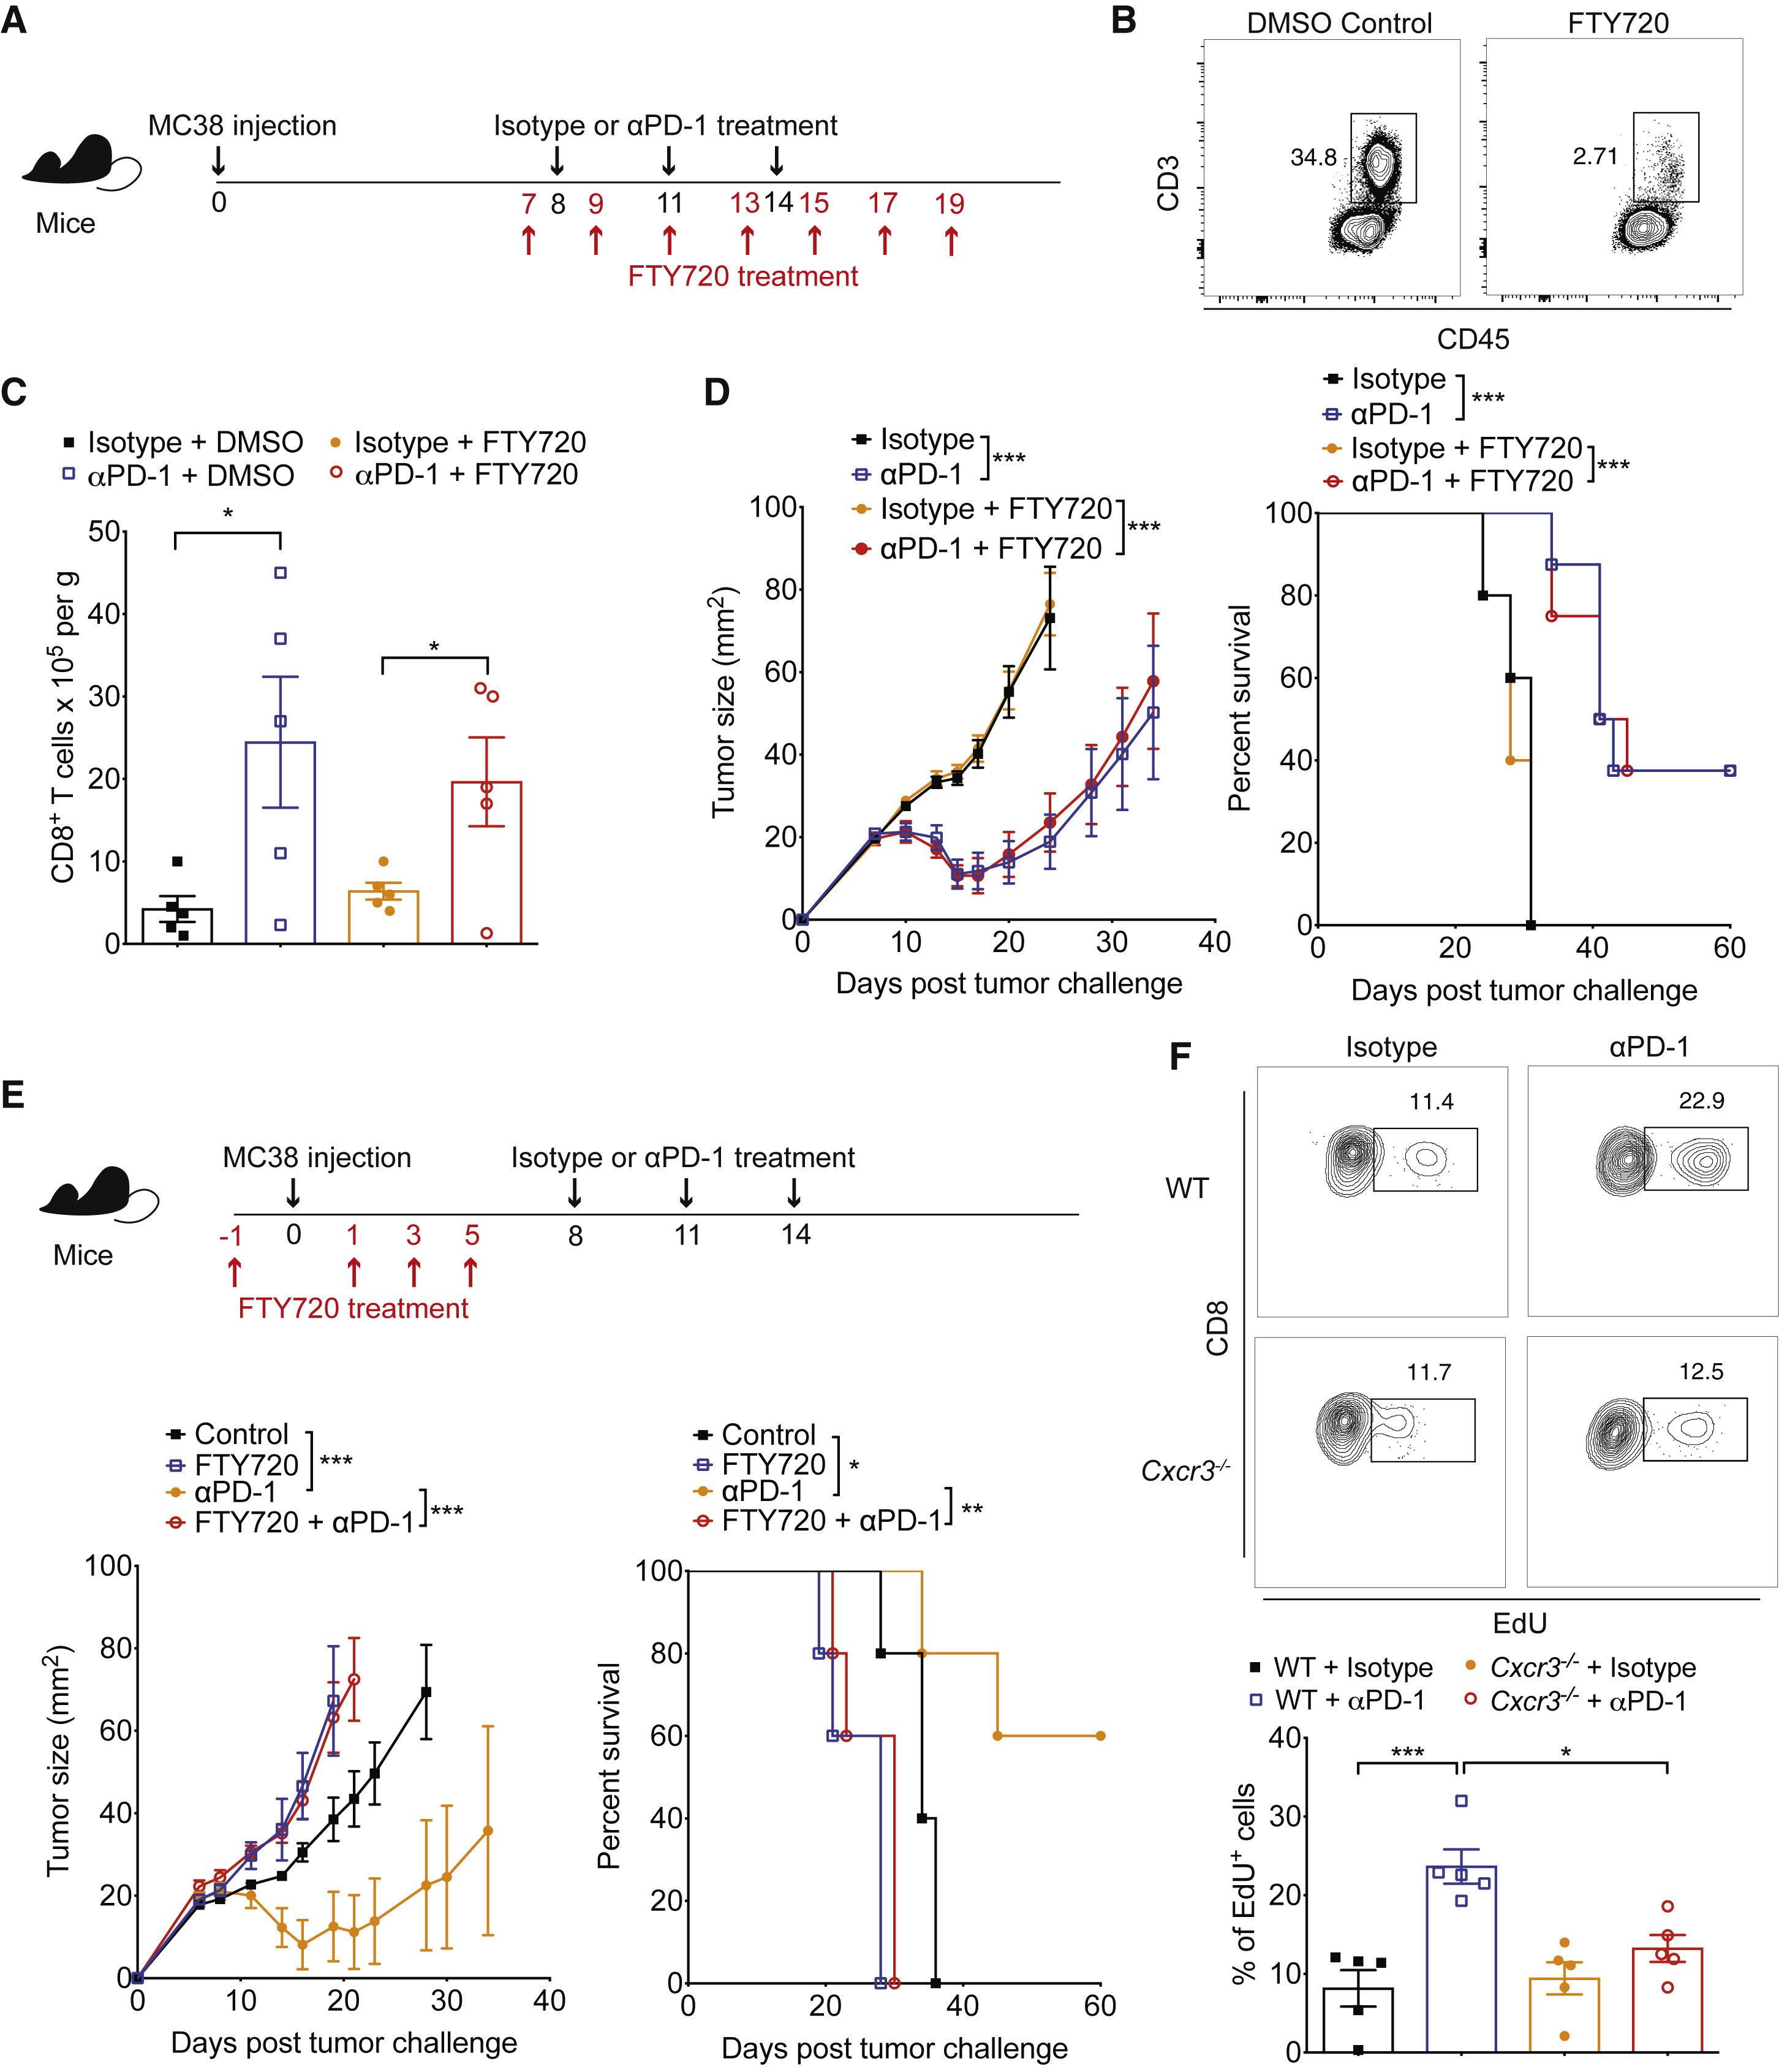 A
MC38 injection
Isotype or αPD-1 treatment
Mice
0
7 8 9 11 13 14 15 17 19
FTY720 treatment
B
DMSO Control
FTY720
CD3
34.8
2.71
CD45
C
Isotype + DMSO
Isotype + FTY720
αPD-1 + DMSO
αPD-1 + FTY720
CD8+ T cells x 10^5 per g
50
40
30
20
10
0
*
*
D
Isotype
αPD-1
***
Isotype + FTY720
αPD-1 + FTY720
***
Tumor size (mm2)
100
80
60
40
20
0
0 10 20 30 40
Days post tumor challenge
Isotype
αPD-1
***
Isotype + FTY720
αPD-1 + FTY720
***
Percent survival
100
80
60
40
20
0
0 20 40 60
Days post tumor challenge
E
MC38 injection
Isotype or αPD-1 treatment
Mice
-1 0 1 3 5 8 11 14
FTY720 treatment
Control
FTY720
αPD-1
FTY720 + αPD-1
***
***
Tumor size (mm2)
100
80
60
40
20
0
0 10 20 30 40
Days post tumor challenge
Control
FTY720
αPD-1
FTY720 + αPD-1
*
**
Percent survival
100
80
60
40
20
0
0 20 40 60
Days post tumor challenge
F
Isotype
αPD-1
WT
11.4
22.9
CD8
Cxcr3-/-
11.7
12.5
EdU
WT + Isotype
Cxcr3-/- + Isotype
WT + αPD-1
Cxcr3-/- + αPD-1
% of EdU+ cells
40
30
20
10
0
***
*